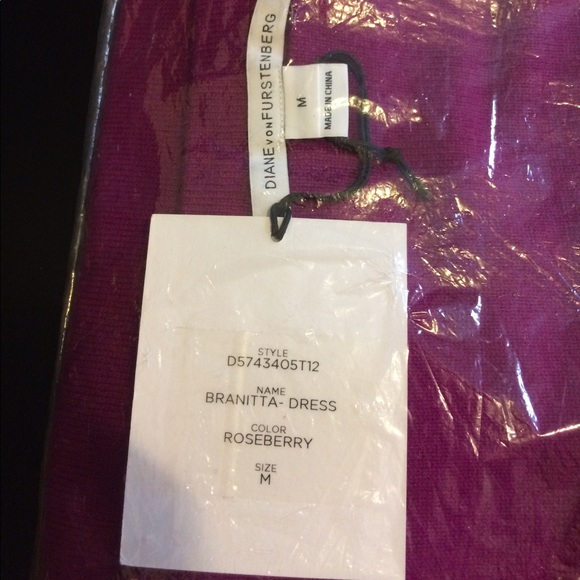 DIANE VON FURSTENBERG
M
MADE IN CHINA
STYLE
D5743405T12
NAME
BRANITTA- DRESS
COLOR
ROSEBERRY
SIZE
M